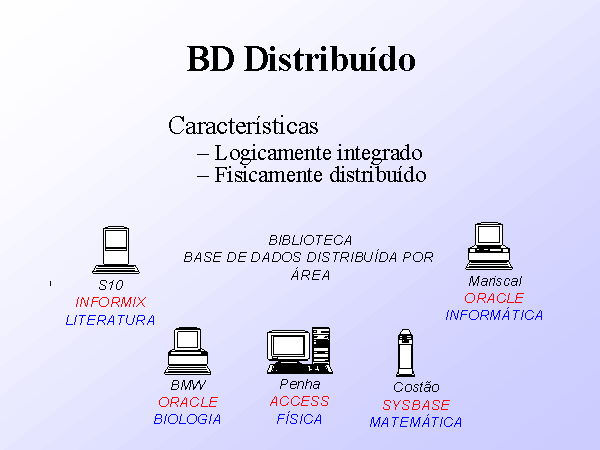 BD Distribuído
Características
– Logicamente integrado
– Fisicamente distribuído
BIBLIOTECA
BASE DE DADOS DISTRIBUÍDA POR
ÁREA
S10
INFORMIX
LITERATURA
Mariscal
ORACLE
INFORMÁTICA
BMW
ORACLE
BIOLOGIA
Penha
ACCESS
FÍSICA
Costão
SYSBASE
MATEMÁTICA